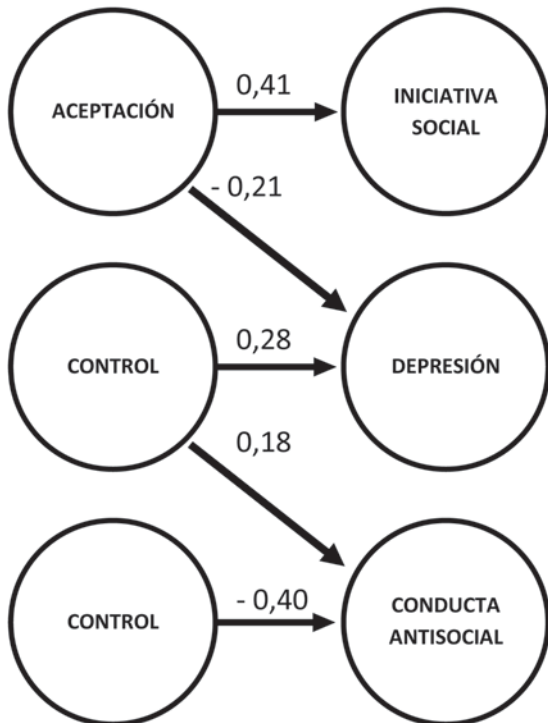 ACEPTACIÓN
0,41
INICIATIVA
SOCIAL
- 0,21
CONTROL
0,28
DEPRESIÓN
0,18
CONTROL
- 0,40
CONDUCTA
ANTISOCIAL